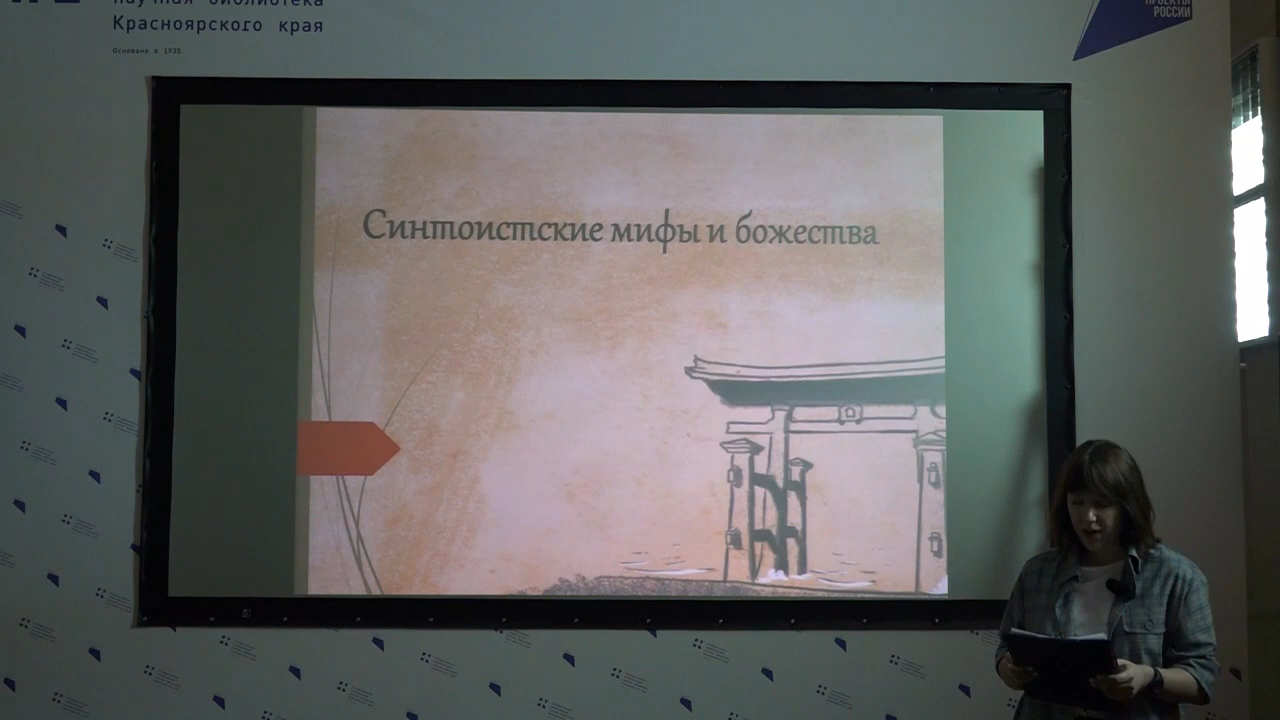 научная библиотека
Красноярского края
Основана в 1935
ПРОЕКТЫ
РОССИИ
Синтоистские мифы и божества